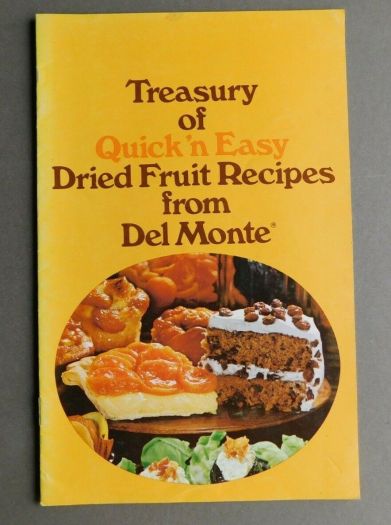 Treasury
of
Quick 'n Easy
Dried Fruit Recipes
from
Del Monte®